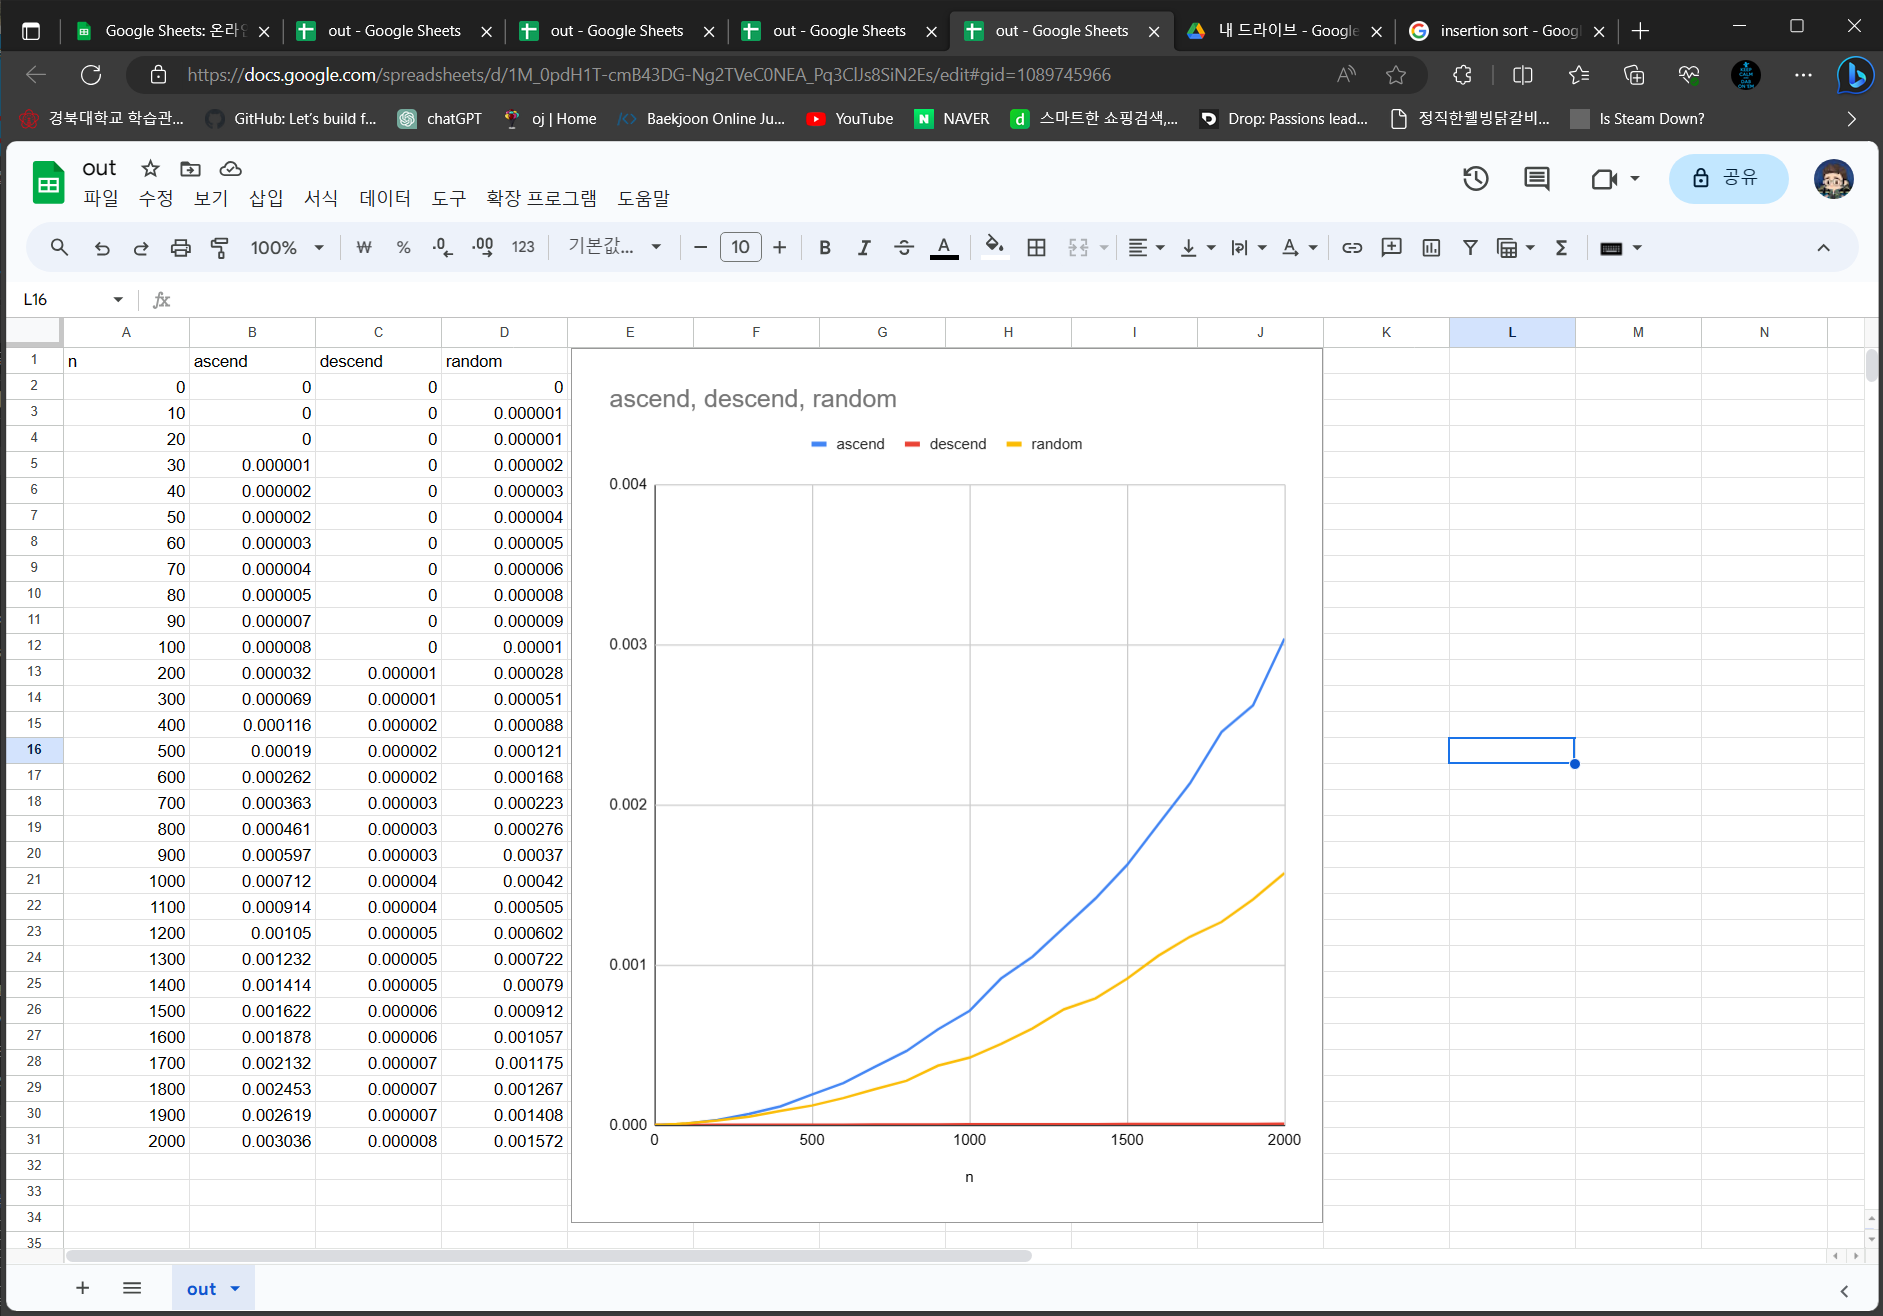 Google Sheets: 온라인
out - Google Sheets
out - Google Sheets
out - Google Sheets
out - Google Sheets
내 드라이브 - Google
insertion sort - Googl
https://docs.google.com/spreadsheets/d/1M_0pdH1T-cmB43DG-Ng2TVeC0NEA_Pq3ClJs8SiN2Es/edit#gid=1089745966
경북대학교 학습관...
GitHub: Let's build f...
chatGPT
oj | Home
Baekjoon Online Ju...
YouTube
NAVER
스마트한 쇼핑검색,...
Drop: Passions lead...
정직한웰빙닭갈비...
Is Steam Down?
out
파일 수정 보기 삽입 서식 데이터 도구 확장 프로그램 도움말
공유
100% ₩ % .0 .00 123 기본값... 10 B I S A
L16
fx
A B C D E F G H I J K L M N
1 n ascend descend random
2 0 0 0 0
3 10 0 0 0.000001
4 20 0 0 0.000001
5 30 0.000001 0 0.000002
6 40 0.000002 0 0.000003
7 50 0.000002 0 0.000004
8 60 0.000003 0 0.000005
9 70 0.000004 0 0.000006
10 80 0.000005 0 0.000008
11 90 0.000007 0 0.000009
12 100 0.000008 0 0.00001
13 200 0.000032 0.000001 0.000028
14 300 0.000069 0.000001 0.000051
15 400 0.000116 0.000002 0.000088
16 500 0.00019 0.000002 0.000121
17 600 0.000262 0.000002 0.000168
18 700 0.000363 0.000003 0.000223
19 800 0.000461 0.000003 0.000276
20 900 0.000597 0.000003 0.00037
21 1000 0.000712 0.000004 0.00042
22 1100 0.000914 0.000004 0.000505
23 1200 0.00105 0.000005 0.000602
24 1300 0.001232 0.000005 0.000722
25 1400 0.001414 0.000005 0.00079
26 1500 0.001622 0.000006 0.000912
27 1600 0.001878 0.000006 0.001057
28 1700 0.002132 0.000007 0.001175
29 1800 0.002453 0.000007 0.001267
30 1900 0.002619 0.000007 0.001408
31 2000 0.003036 0.000008 0.001572
32
33
34
35
ascend, descend, random
ascend descend random
0.004
0.003
0.002
0.001
0.000
0 500 1000 1500 2000
n
out